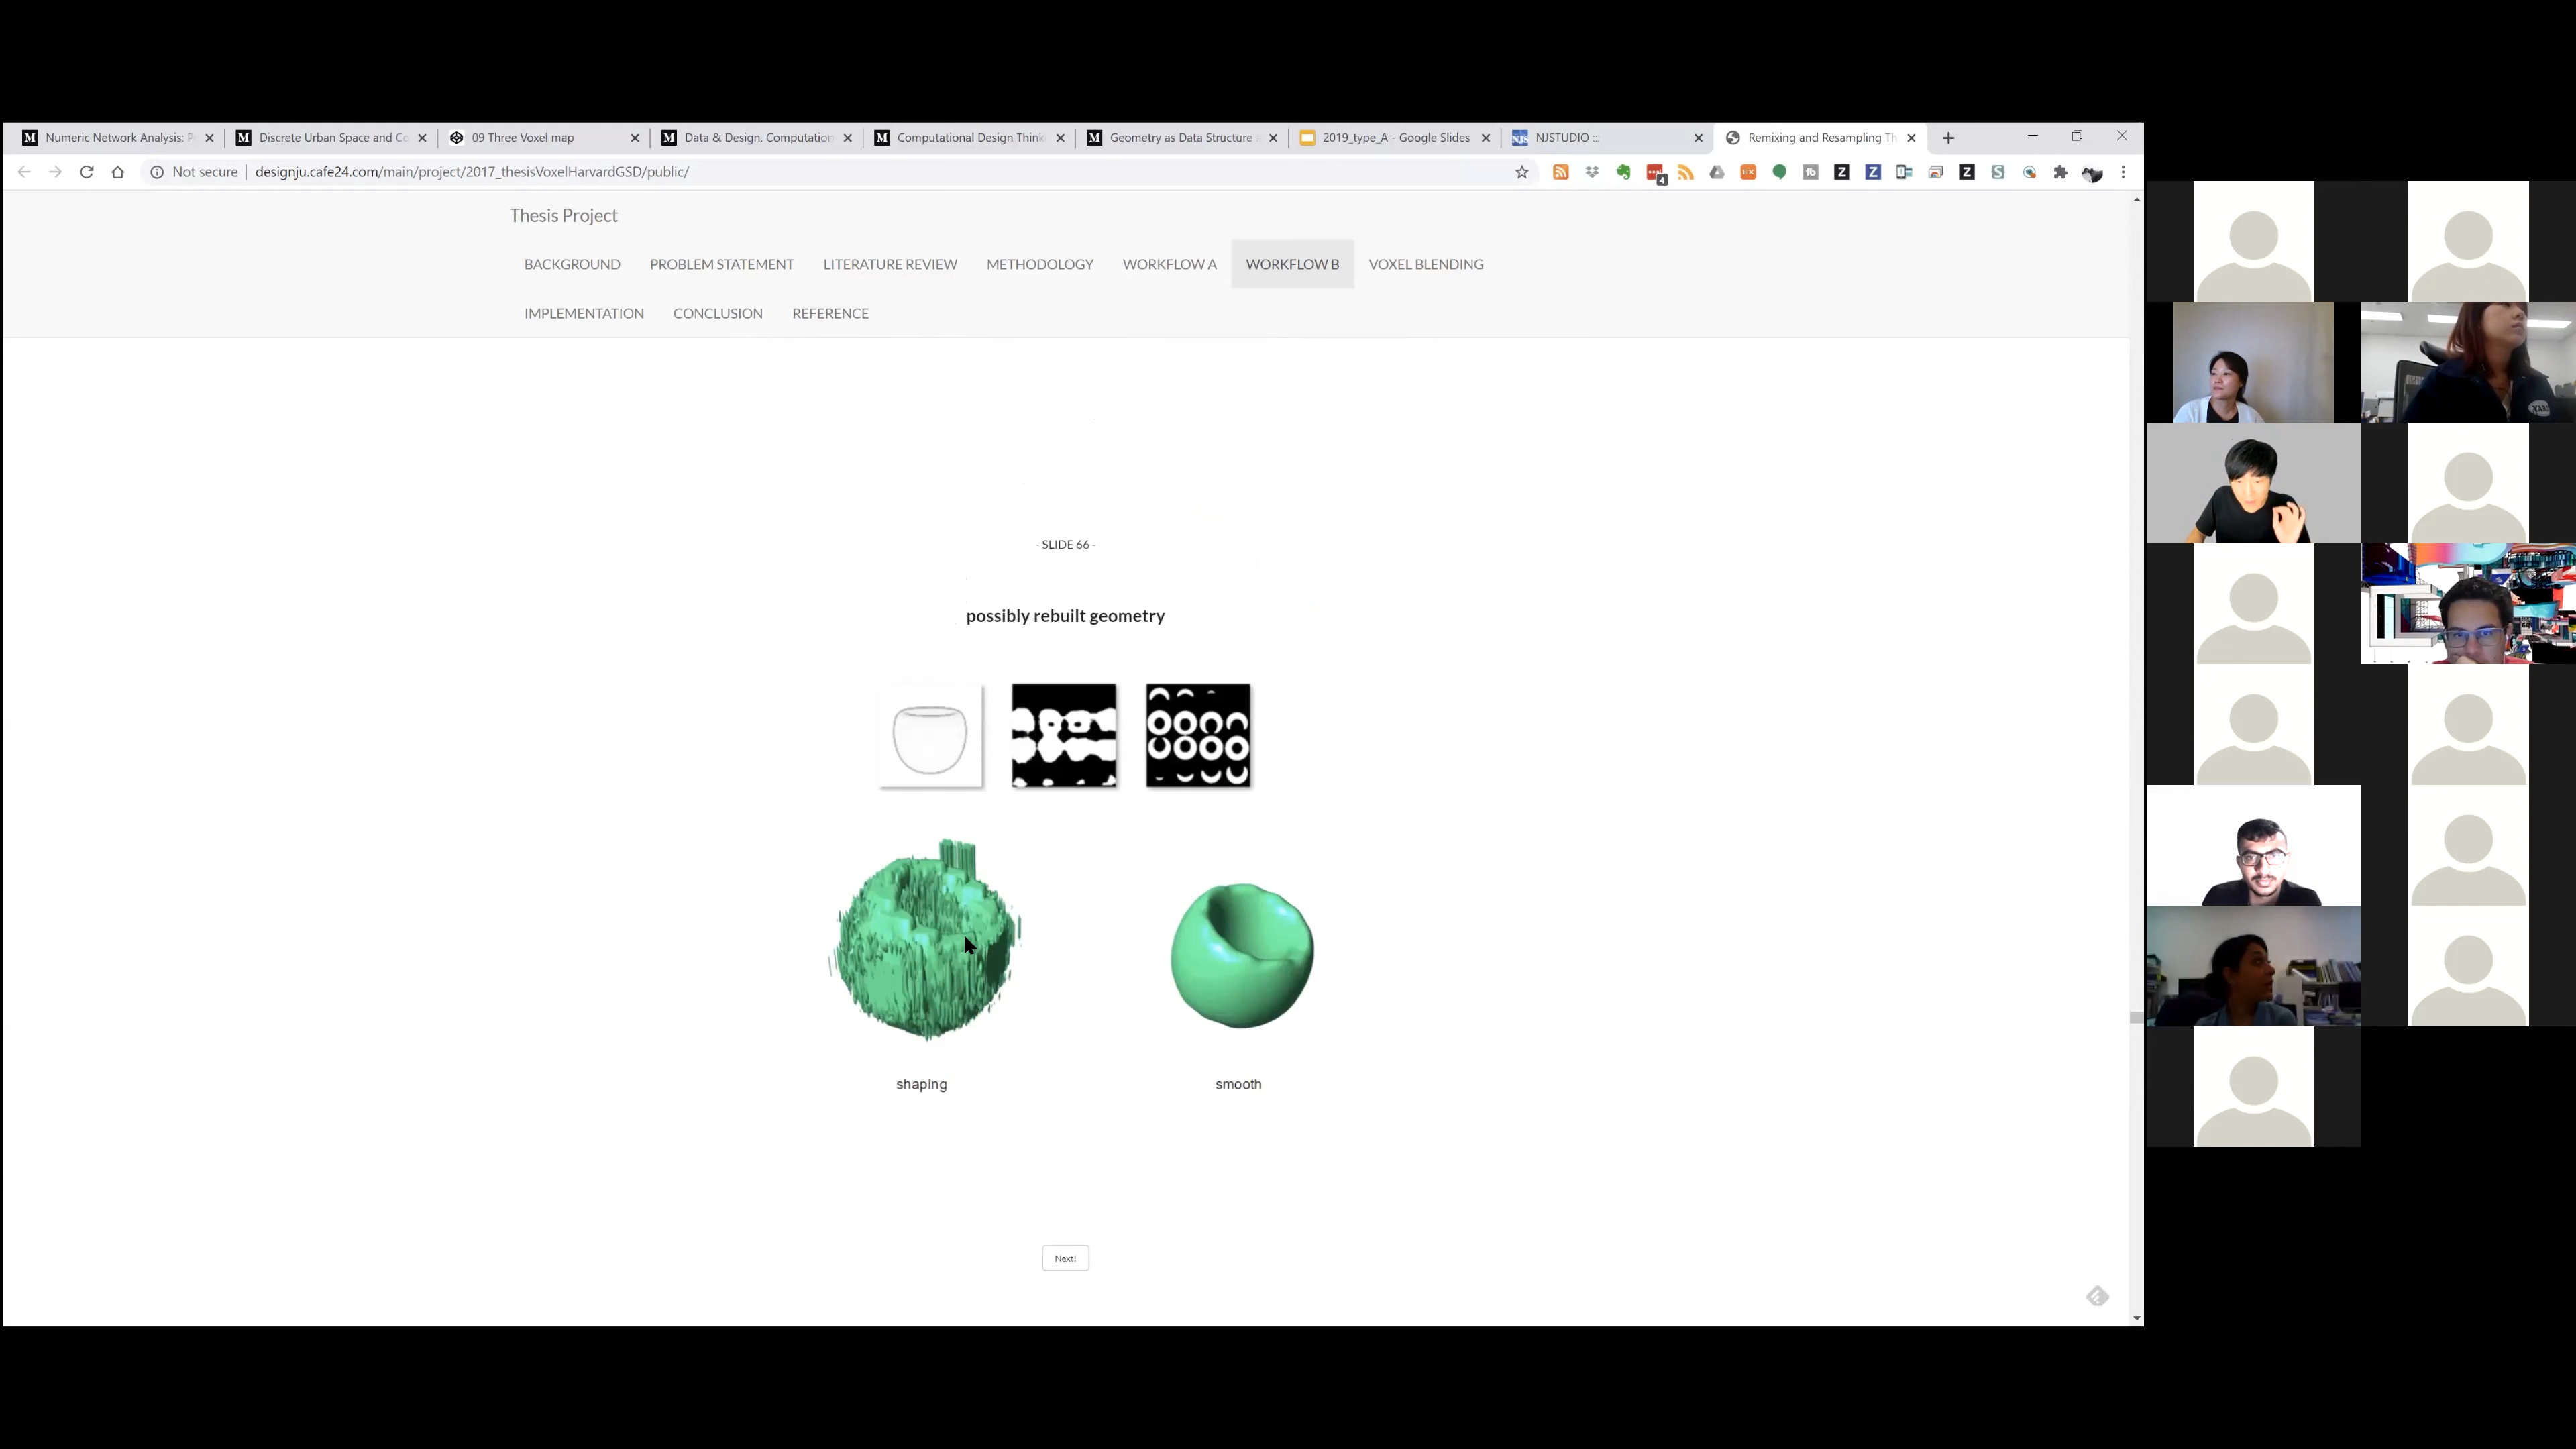 Numeric Network Analysis: P
Discrete Urban Space and Co
09 Three Voxel map
Data & Design. Computation
Computational Design Think
Geometry as Data Structure
2019_type_A - Google Slides
NJSTUDIO :::
Remixing and Resampling Th
Not secure
designju.cafe24.com/main/project/2017_thesisVoxelHarvardGSD/public/
4
Thesis Project
BACKGROUND PROBLEM STATEMENT LITERATURE REVIEW METHODOLOGY WORKFLOW A WORKFLOW B VOXEL BLENDING
IMPLEMENTATION CONCLUSION REFERENCE
- SLIDE 66 -
possibly rebuilt geometry
shaping
smooth
Next!